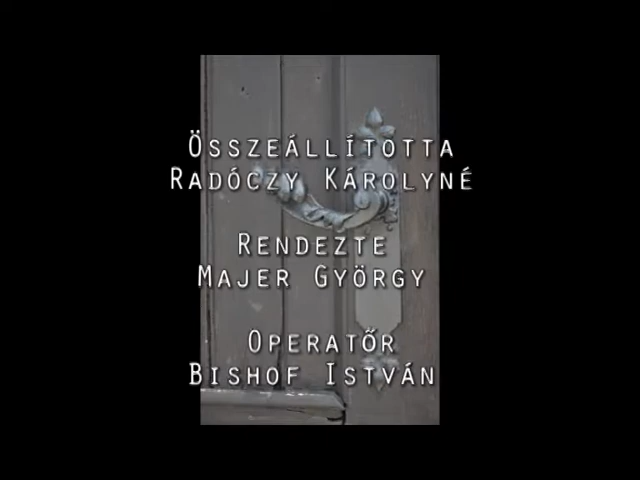 Összeállította
Radóczy Károlyné
Rendezte
Majer György
Operatőr
Bishof István